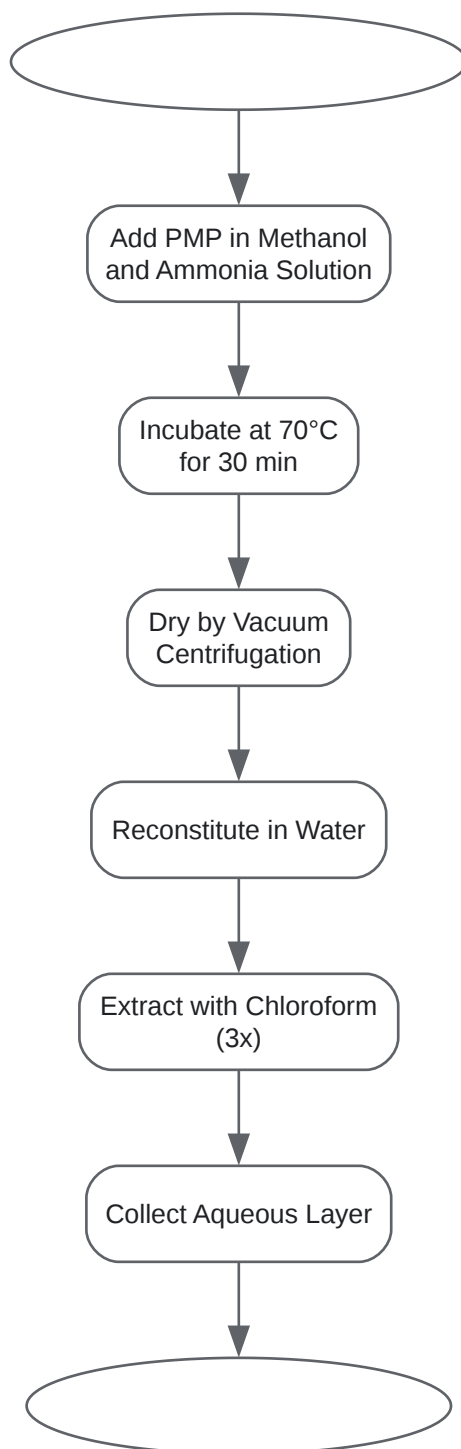 Add PMP in Methanol
and Ammonia Solution
Incubate at 70°C
for 30 min
Dry by Vacuum
Centrifugation
Reconstitute in Water
Extract with Chloroform
(3x)
Collect Aqueous Layer